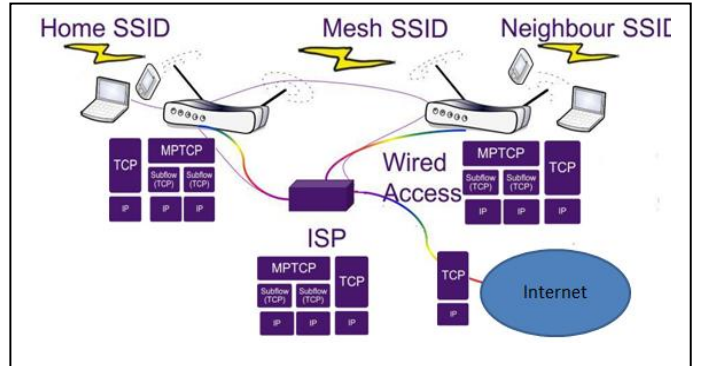 Home SSID
Mesh SSID
Neighbour SSID
TCP
MPTCP
Subflow
(TCP)
Subflow
(TCP)
IP
IP
IP
Wired
Access
MPTCP
TCP
Subflow
(TCP)
Subflow
(TCP)
IP
IP
IP
ISP
MPTCP
TCP
Subflow
(TCP)
Subflow
(TCP)
IP
IP
IP
TCP
IP
Internet